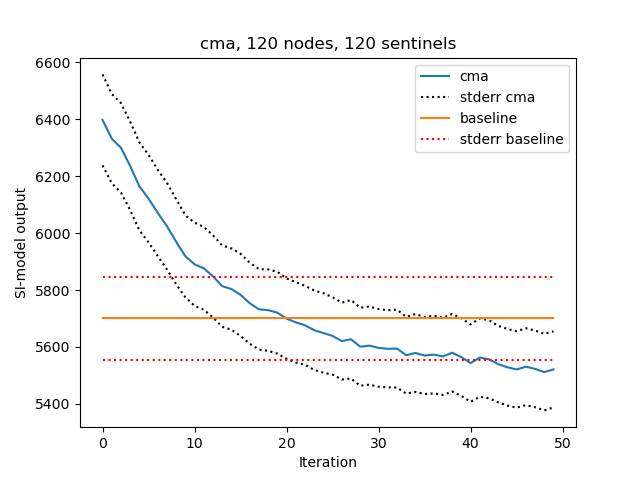 cma, 120 nodes, 120 sentinels
6600
6400
6200
6000
5800
5600
5400
SI-model output
cma
stderr cma
baseline
stderr baseline
0 10 20 30 40 50
Iteration